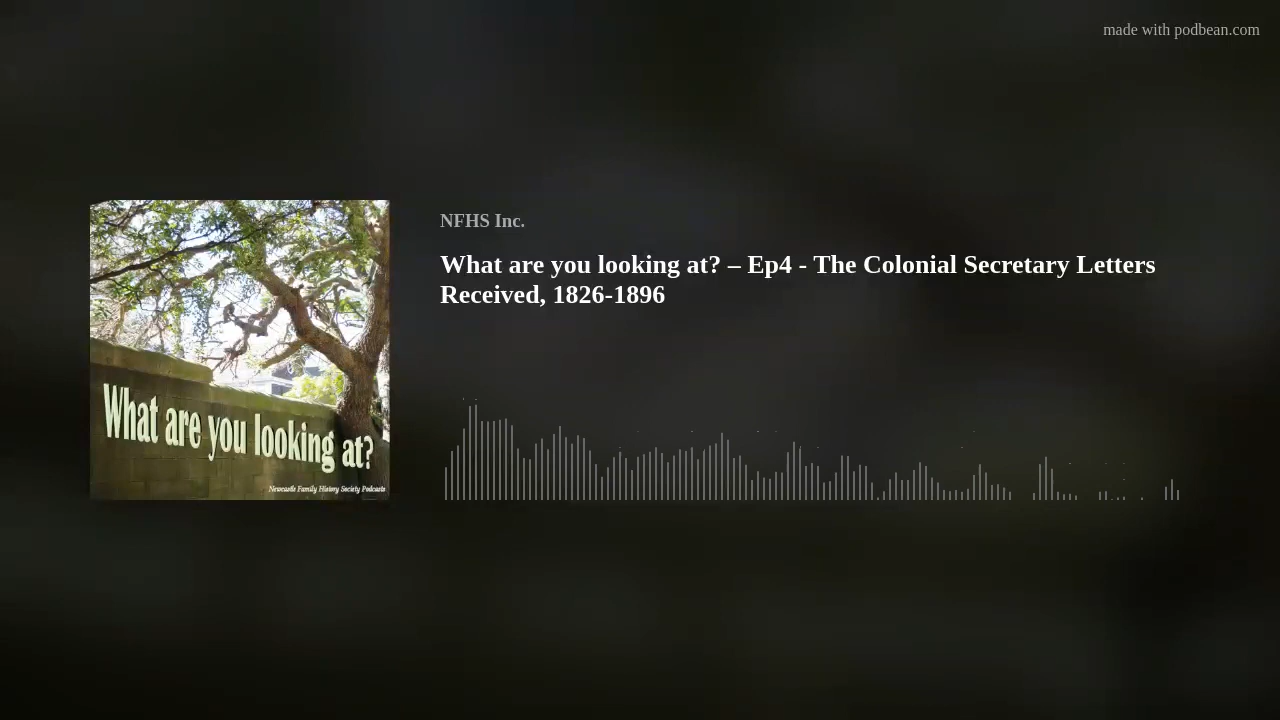 made with podbean.com
NFHS Inc.
What are you looking at? – Ep4 - The Colonial Secretary Letters
Received, 1826-1896
What are you looking at?
Newcastle Family History Society Podcasts